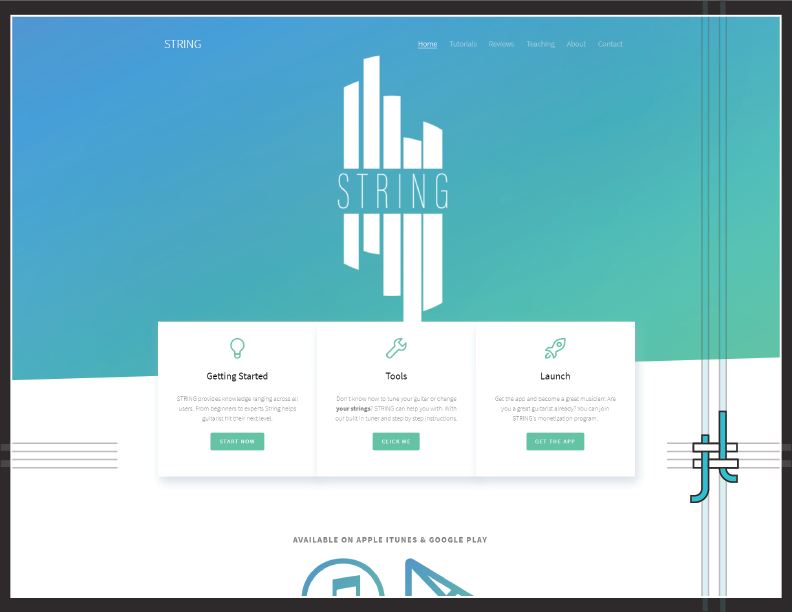 STRING
Home Tutorials Reviews Teaching About Contact
STRING
Getting Started
STRING provides knowledge ranging across all
users. From beginners to experts String helps
guitarist hit their next level.
START NOW
Tools
Don't know how to tune your guitar or change
your strings? STRING can help you with. With
our built in tuner and step by step instructions.
CLICK ME
Launch
Get the app and become a great musician! Are
you a great guitarist already? You can join
STRING's monetization program.
GET THE APP
AVAILABLE ON APPLE ITUNES & GOOGLE PLAY